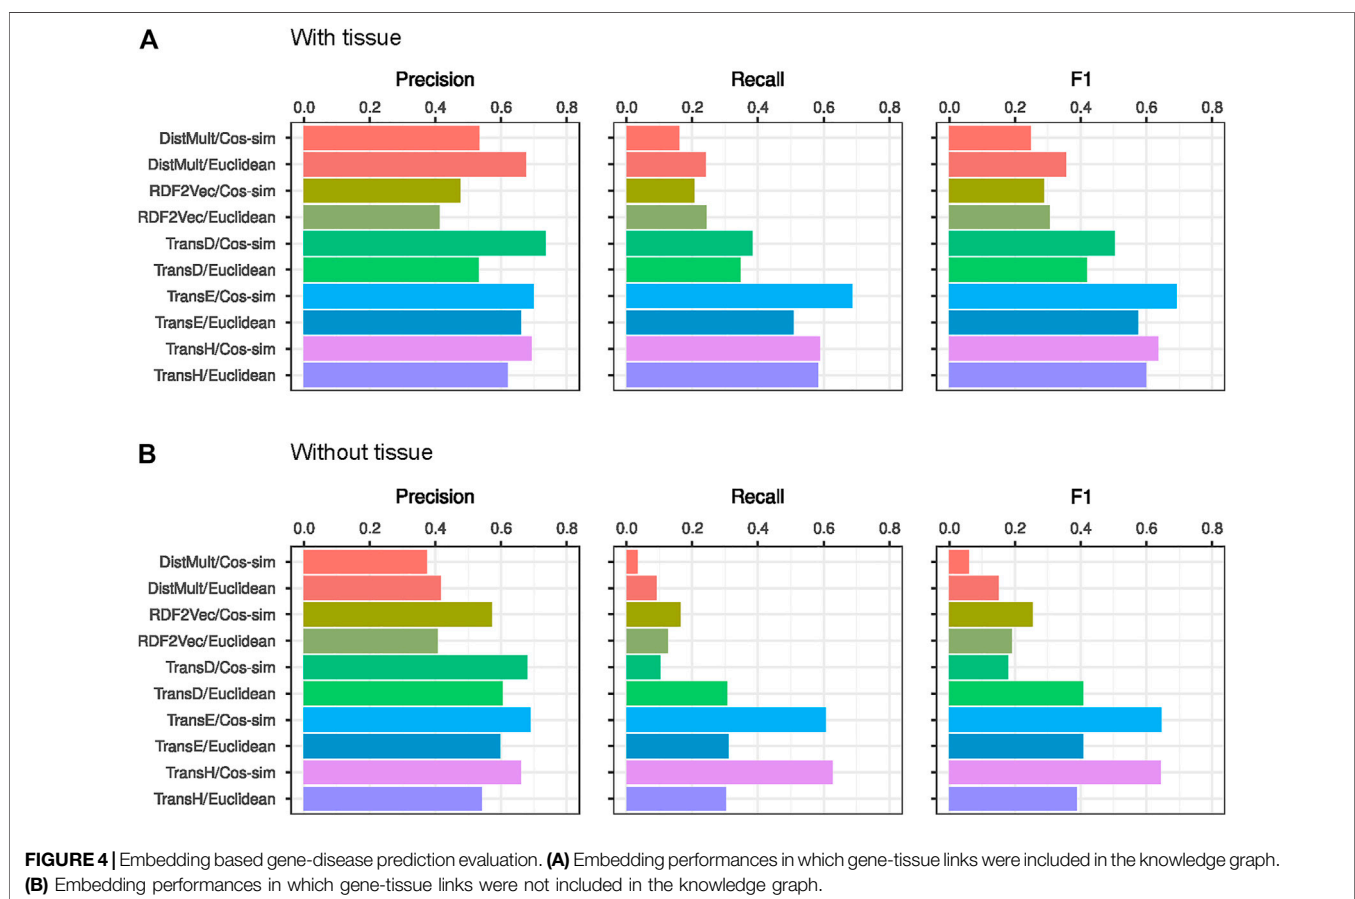 A With tissue
Precision Recall F1
0.0 0.2 0.4 0.6 0.8 0.0 0.2 0.4 0.6 0.8 0.0 0.2 0.4 0.6 0.8
DistMult/Cos-sim
DistMult/Euclidean
RDF2Vec/Cos-sim
RDF2Vec/Euclidean
TransD/Cos-sim
TransD/Euclidean
TransE/Cos-sim
TransE/Euclidean
TransH/Cos-sim
TransH/Euclidean
B Without tissue
Precision Recall F1
0.0 0.2 0.4 0.6 0.8 0.0 0.2 0.4 0.6 0.8 0.0 0.2 0.4 0.6 0.8
DistMult/Cos-sim
DistMult/Euclidean
RDF2Vec/Cos-sim
RDF2Vec/Euclidean
TransD/Cos-sim
TransD/Euclidean
TransE/Cos-sim
TransE/Euclidean
TransH/Cos-sim
TransH/Euclidean
FIGURE 4 | Embedding based gene-disease prediction evaluation. (A) Embedding performances in which gene-tissue links were included in the knowledge graph.
(B) Embedding performances in which gene-tissue links were not included in the knowledge graph.